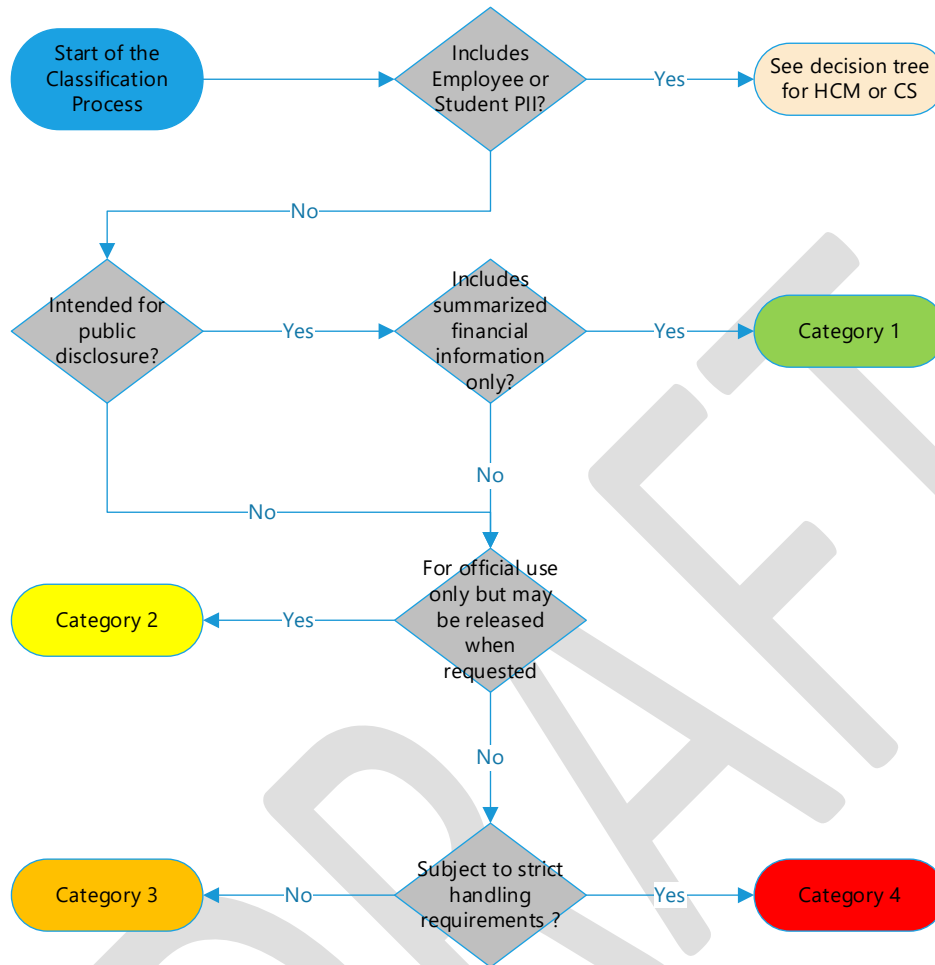 Start of the
Classification
Process
Includes
Employee or
Student PII?
Yes
See decision tree
for HCM or CS
No
Intended for
public
disclosure?
Yes
Includes
summarized
financial
information
only?
Yes
Category 1
No
No
For official use
only but may
be released
when
requested
Yes
Category 2
No
Subject to strict
handling
requirements ?
No
Category 3
Yes
Category 4
DRAFT